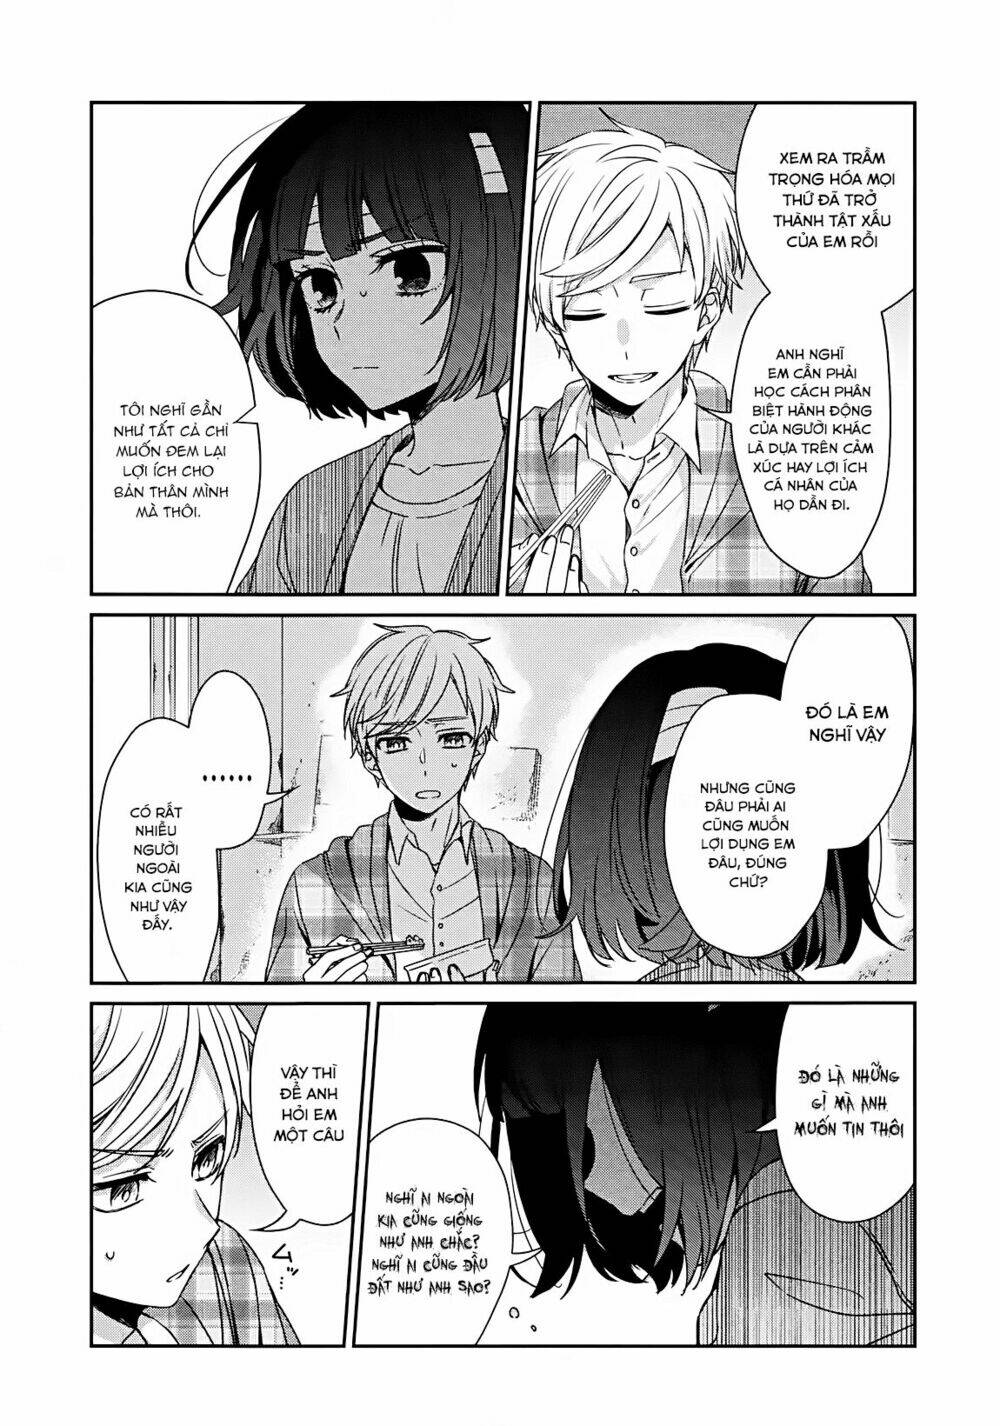 XEM RA TRẦM
TRỌNG HÓA MỌI
THỨ ĐÃ TRỞ
THÀNH TẬT XẤU
CỦA EM RỒI
ANH NGHĨ
EM CẦN PHẢI
HỌC CÁCH PHÂN
BIỆT HÀNH ĐỘNG
CỦA NGƯỜI KHÁC
LÀ DỰA TRÊN CẢM
XÚC HAY LỢI ÍCH
CÁ NHÂN CỦA
HỌ DẦN ĐI.
TÔI NGHĨ GẦN
NHƯ TẤT CẢ CHỈ
MUỐN ĐEM LẠI
LỢI ÍCH CHO
BẢN THÂN MÌNH
MÀ THÔI.
ĐÓ LÀ EM
NGHĨ VẬY
NHƯNG CŨNG
ĐÂU PHẢI AI
CŨNG MUỐN
LỢI DỤNG EM
ĐÂU, ĐÚNG
CHỨ?
.......
CÓ RẤT
NHIỀU
NGƯỜI
NGOÀI
KIA CŨNG
NHƯ VẬY
ĐẤY.
ĐÓ LÀ NHỮNG
GÌ MÀ ANH
MUỐN TIN THÔI
NGHĨ AI NGOÀI
KIA CŨNG GIỐNG
NHƯ ANH CHẮC?
NGHĨ AI CŨNG ĐẦU
ĐẤT NHƯ ANH SAO?
VẬY THÌ
ĐỂ ANH
HỎI EM
MỘT CÂU
ムッ…